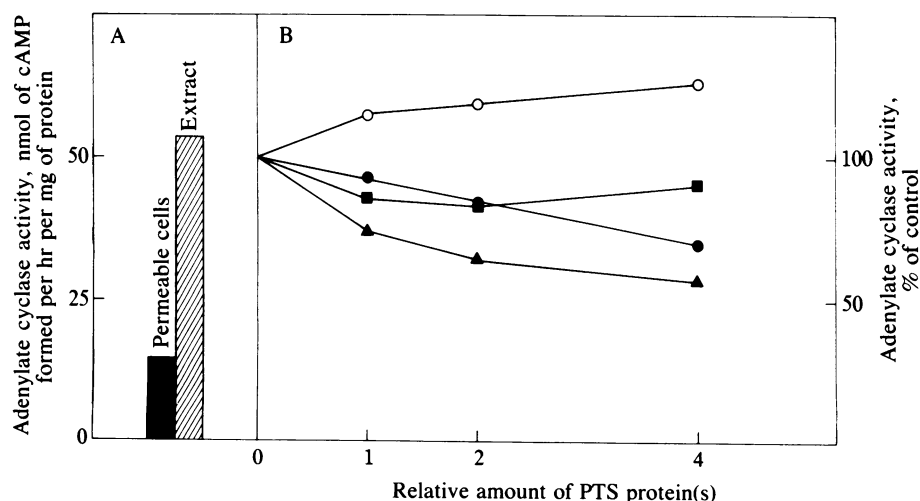 Adenylate cyclase activity, nmol of cAMP
formed per hr per mg of protein
50
25
0
A
Permeable cells
Extract
B
100
50
Adenylate cyclase activity,
% of control
0
1
2
4
Relative amount of PTS protein(s)